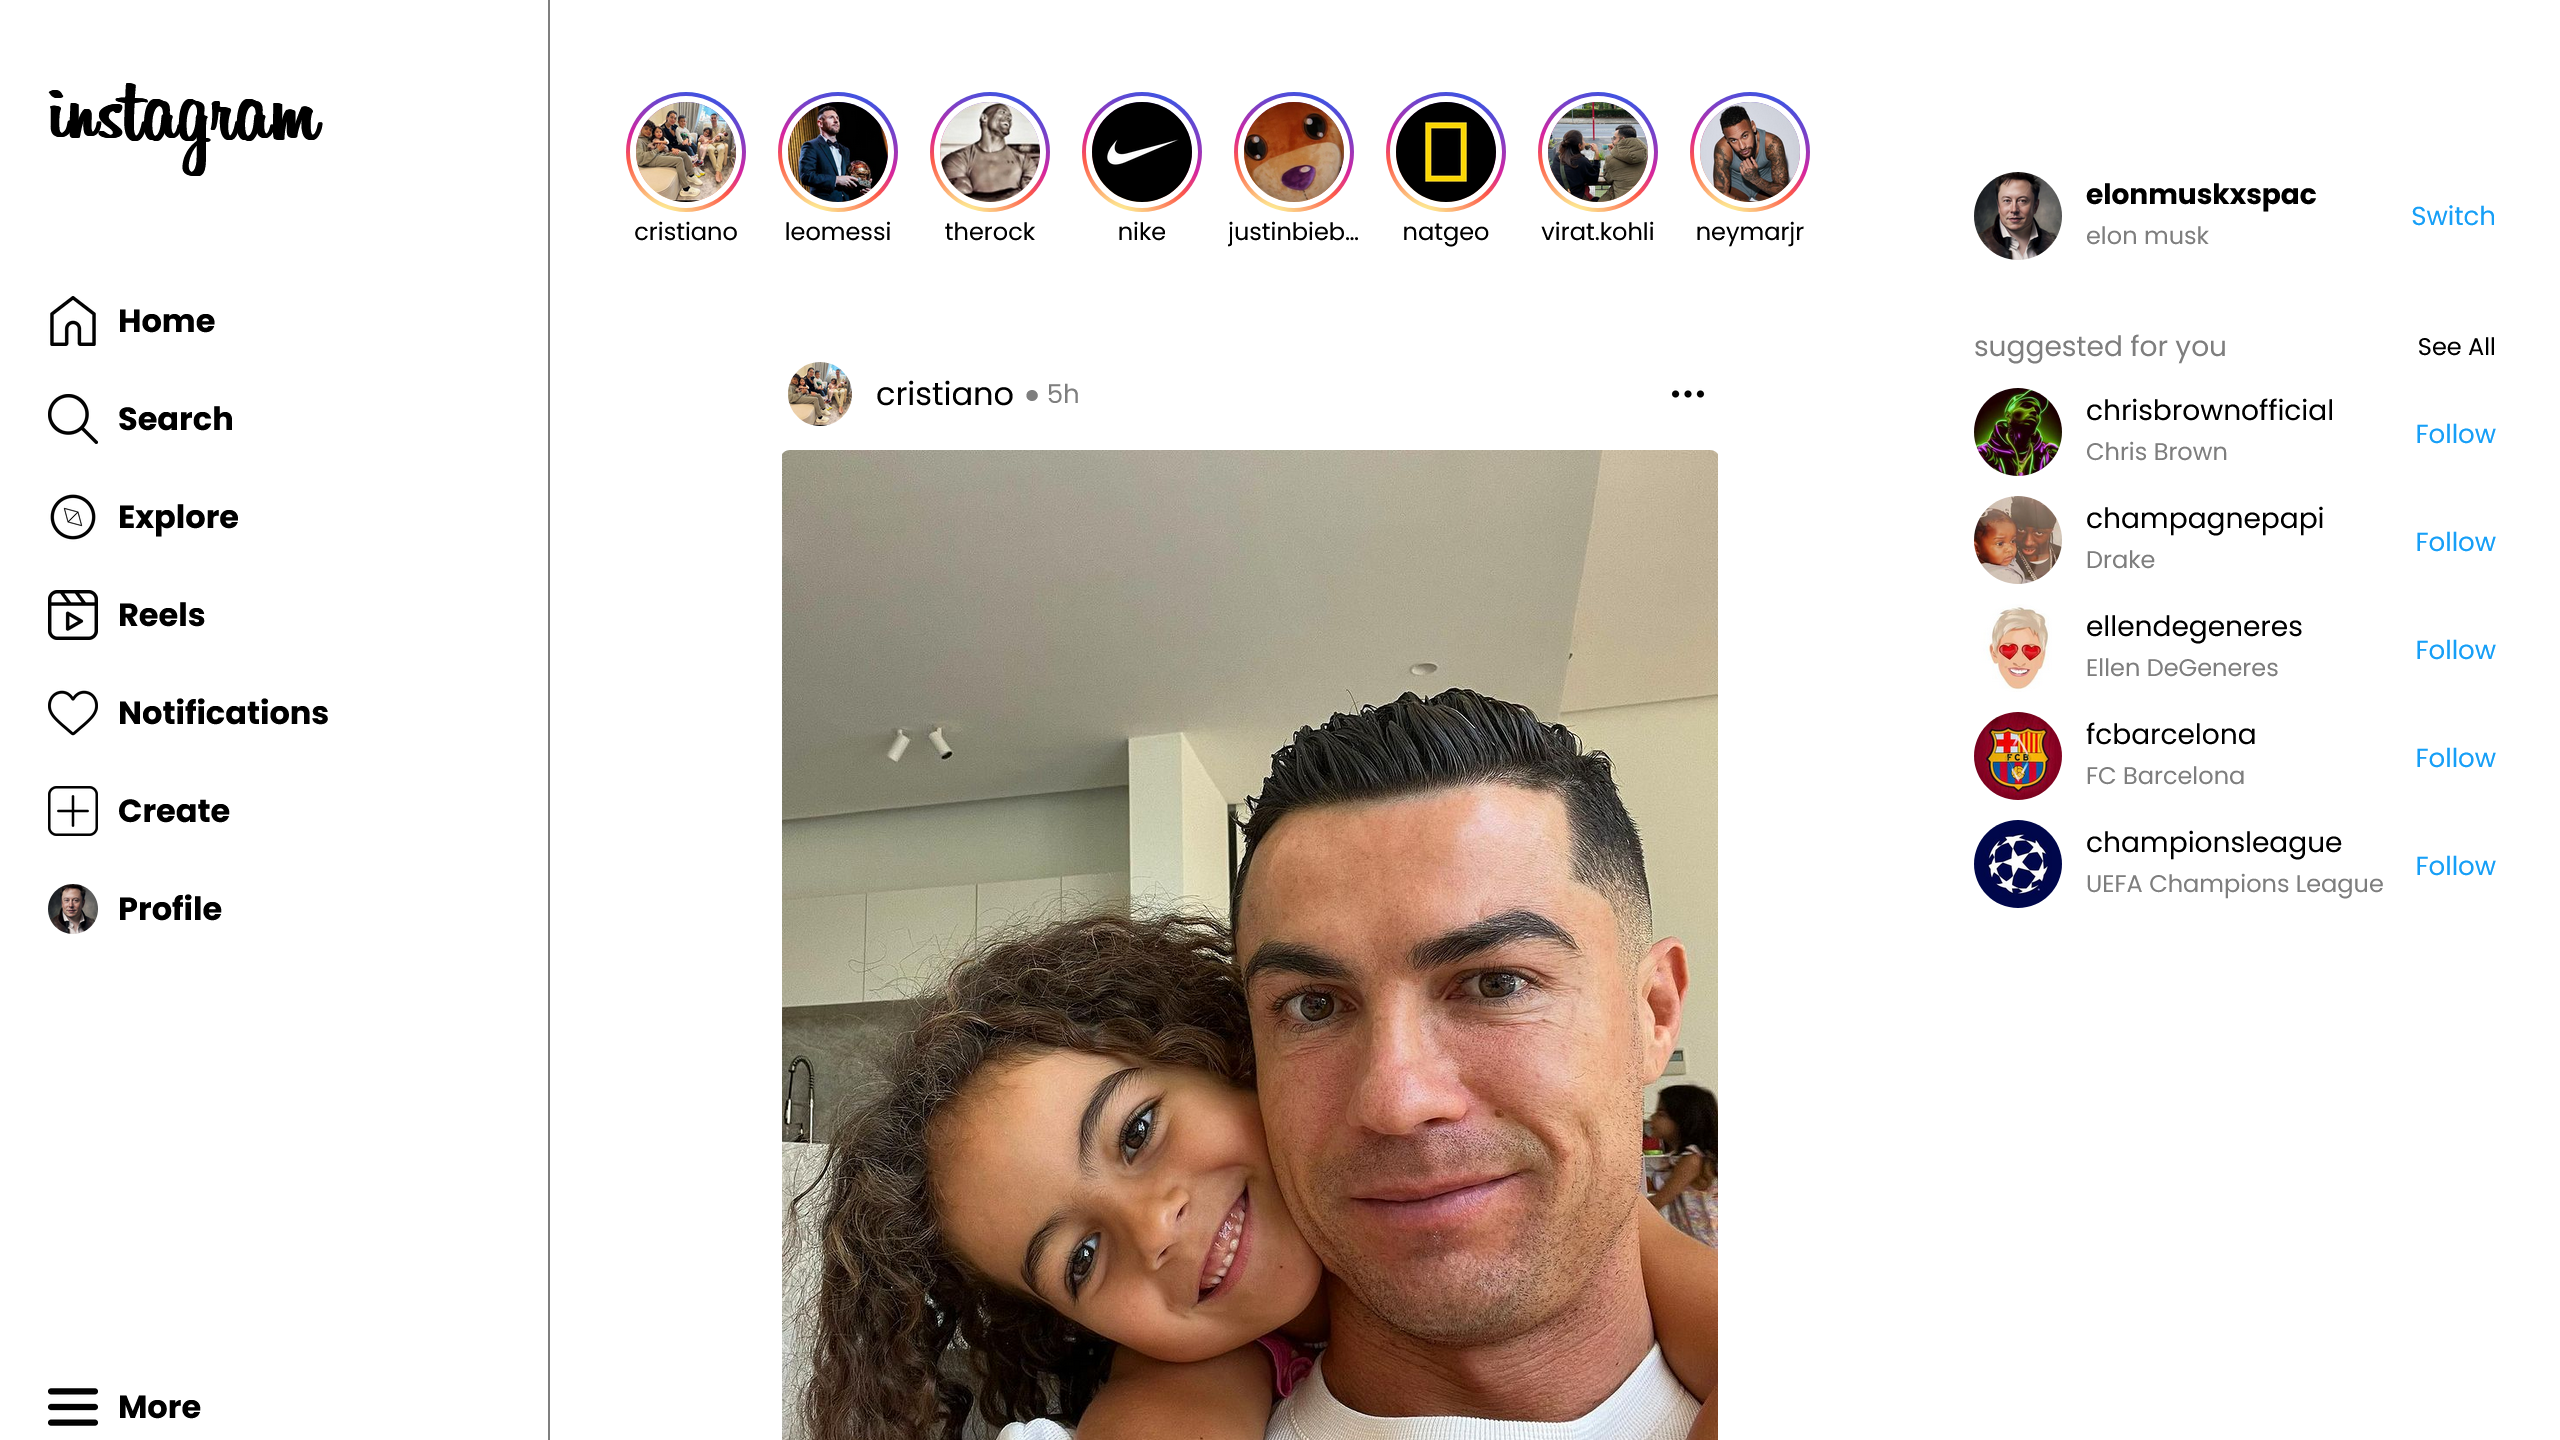 instagram
Home
Search
Explore
Reels
Notifications
Create
Profile
More
cristiano
leomessi
therock
nike
justinbieb...
natgeo
virat.kohli
neymarjr
cristiano • 5h
elonmuskxspac
elon musk
Switch
suggested for you
See All
chrisbrownofficial
Chris Brown
Follow
champagnepapi
Drake
Follow
ellendegeneres
Ellen DeGeneres
Follow
fcbarcelona
FC Barcelona
Follow
FCB
championsleague
UEFA Champions League
Follow